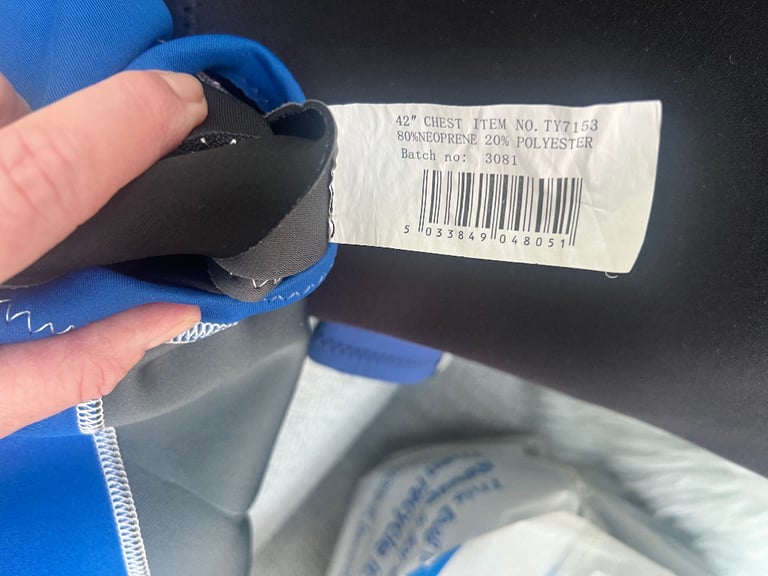 42" CHEST ITEM NO. TY7153
80%NEOPRENE 20% POLYESTER
Batch no: 3081
5 033849 048051